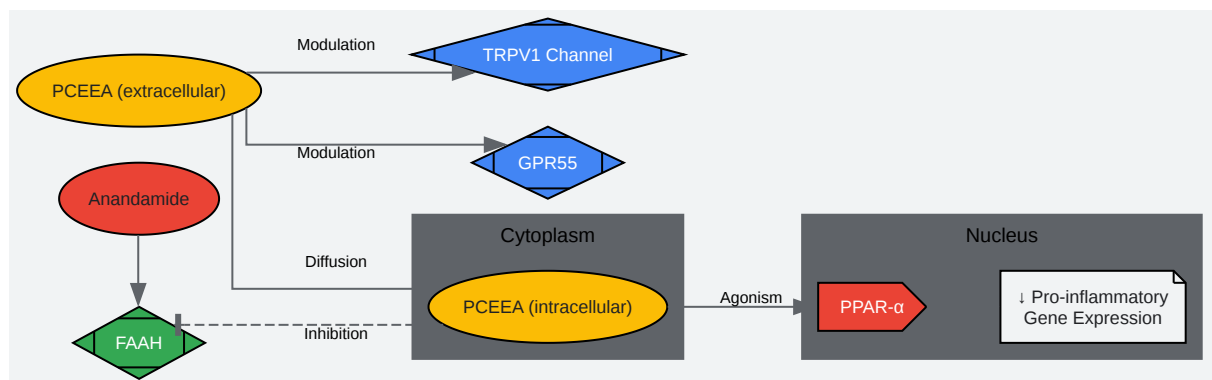 Modulation
TRPV1 Channel
PCEEA (extracellular)
Modulation
GPR55
Anandamide
Cytoplasm
Nucleus
Diffusion
PCEEA (intracellular)
Agonism
PPAR-α
↓ Pro-inflammatory
Gene Expression
Inhibition
FAAH